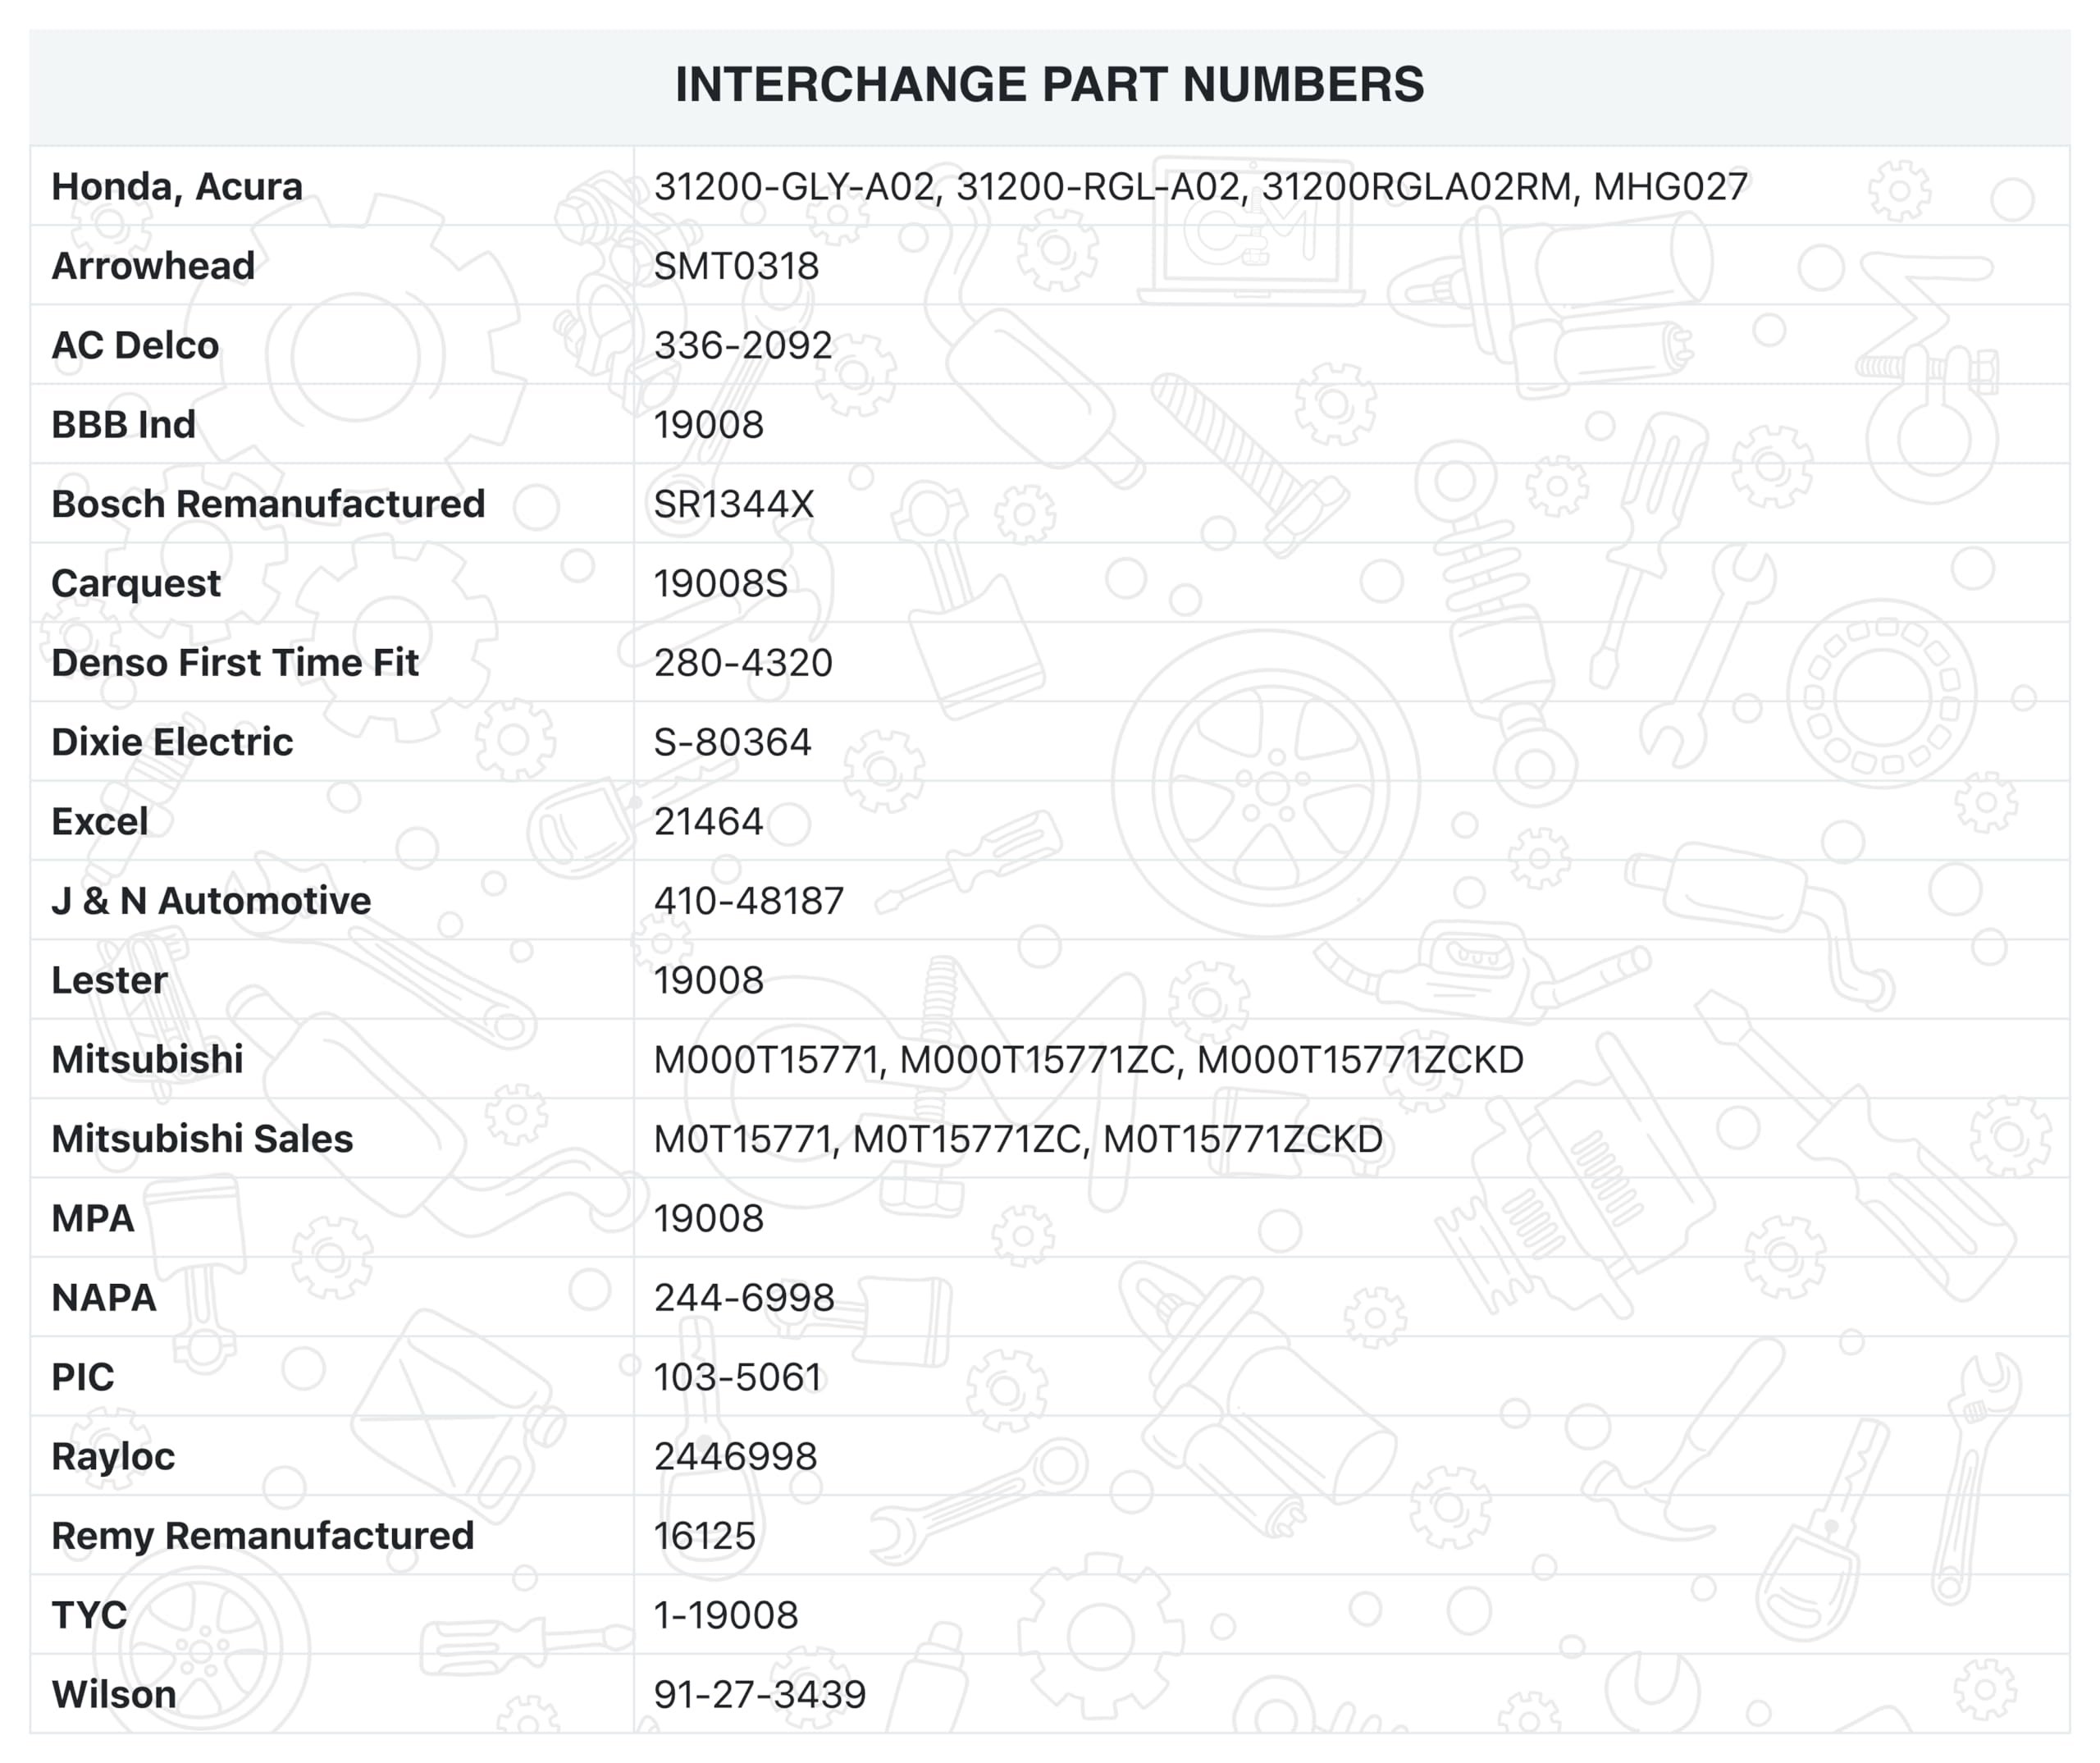 INTERCHANGE PART NUMBERS
Honda, Acura 31200-GLY-A02, 31200-RGL-A02, 31200RGLA02RM, MHG027
Arrowhead SMT0318
AC Delco 336-2092
BBB Ind 19008
Bosch Remanufactured SR1344X
Carquest 19008S
Denso First Time Fit 280-4320
Dixie Electric S-80364
Excel 21464
J & N Automotive 410-48187
Lester 19008
Mitsubishi M000T15771, M000T15771ZC, M000T15771ZCKD
Mitsubishi Sales M0T15771, M0T15771ZC, M0T15771ZCKD
MPA 19008
NAPA 244-6998
PIC 103-5061
Rayloc 2446998
Remy Remanufactured 16125
TYC 1-19008
Wilson 91-27-3439